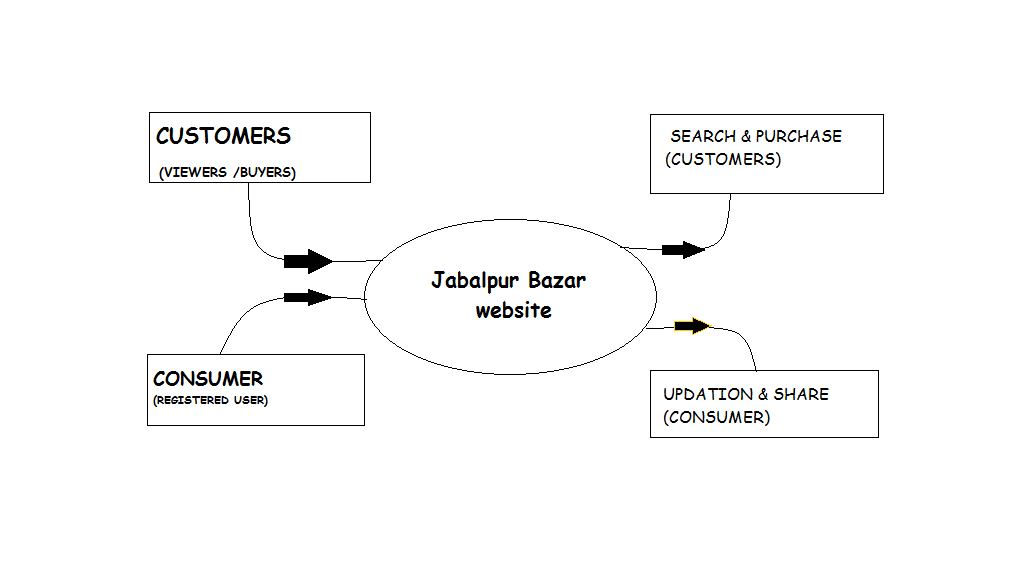 CUSTOMERS
(VIEWERS /BUYERS)
SEARCH & PURCHASE
(CUSTOMERS)
Jabalpur Bazar
website
CONSUMER
(REGISTERED USER)
UPDATION & SHARE
(CONSUMER)